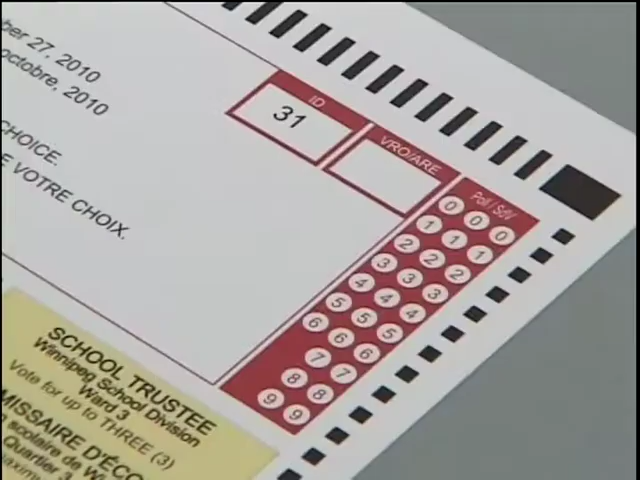 ber 27, 2010
octobre, 2010
CHOICE.
E VOTRE CHOIX.
ID
31
VRO/ARE
Poll / SdV
0 0 0
1 1 1
2 2 2
3 3 3
4 4 4
5 5 5
6 6 6
7 7
8 8
9 9
SCHOOL TRUSTEE
Winnipeg School Division
Ward 3
Vote for up to THREE (3)
MISSAIRE D'ÉCO
scolaire de Wi
Quartier 3